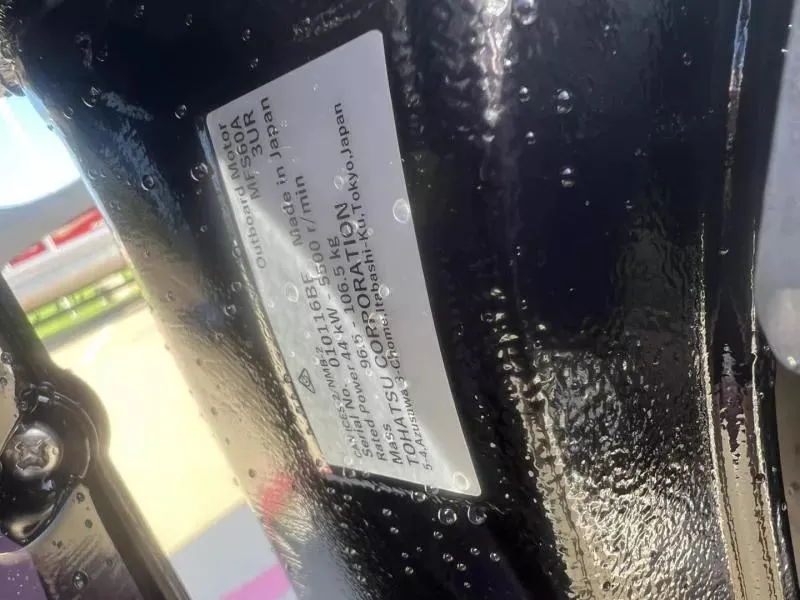 Outboard Motor
MFS60A
3UR
Made in Japan
CAN ICES-2/NMB-2
Serial No. 010116BF
Rated Power 44 kW - 5500 r/min
Mass 96.5 - 106.5 kg
TOHATSU CORPORATION
5-4,Azusawa 3-Chome,Itabashi-Ku,Tokyo,Japan